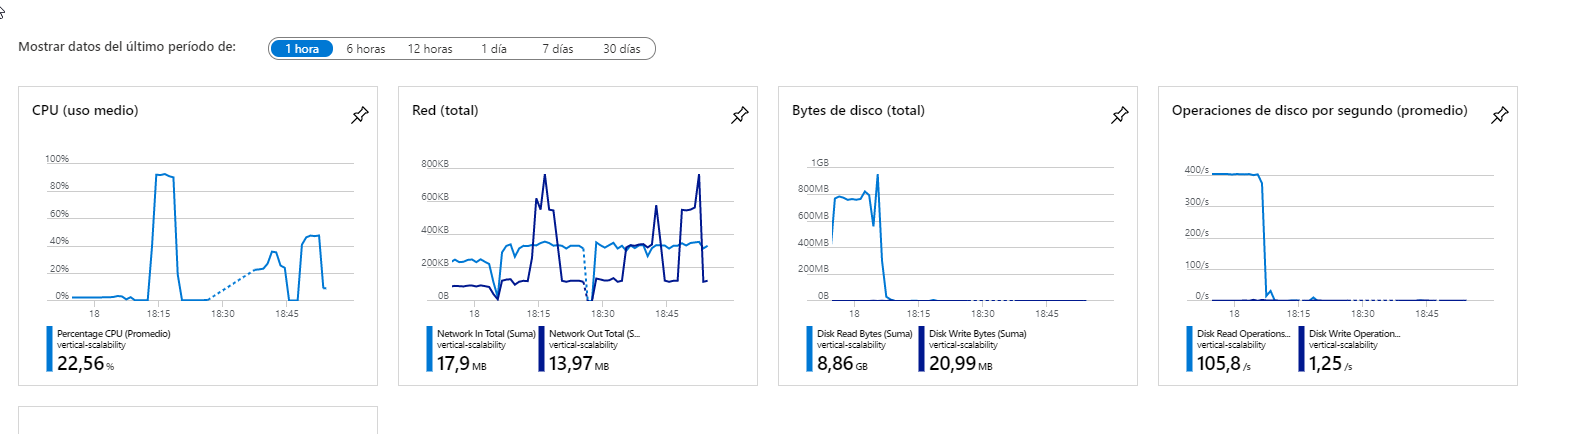 Mostrar datos del último período de:
1 hora 6 horas 12 horas 1 día 7 días 30 días
CPU (uso medio)
100%
80%
60%
40%
20%
0%
18 18:15 18:30 18:45
Percentage CPU (Promedio)
vertical-scalability
22,56 %
Red (total)
800KB
600KB
400KB
200KB
0B
18 18:15 18:30 18:45
Network In Total (Suma)
vertical-scalability
17,9 MB
Network Out Total (S...
vertical-scalability
13,97 MB
Bytes de disco (total)
1GB
800MB
600MB
400MB
200MB
0B
18 18:15 18:30 18:45
Disk Read Bytes (Suma)
vertical-scalability
8,86 GB
Disk Write Bytes (Suma)
vertical-scalability
20,99 MB
Operaciones de disco por segundo (promedio)
400/s
300/s
200/s
100/s
0/s
18 18:15 18:30 18:45
Disk Read Operations...
vertical-scalability
105,8 /s
Disk Write Operation...
vertical-scalability
1,25 /s